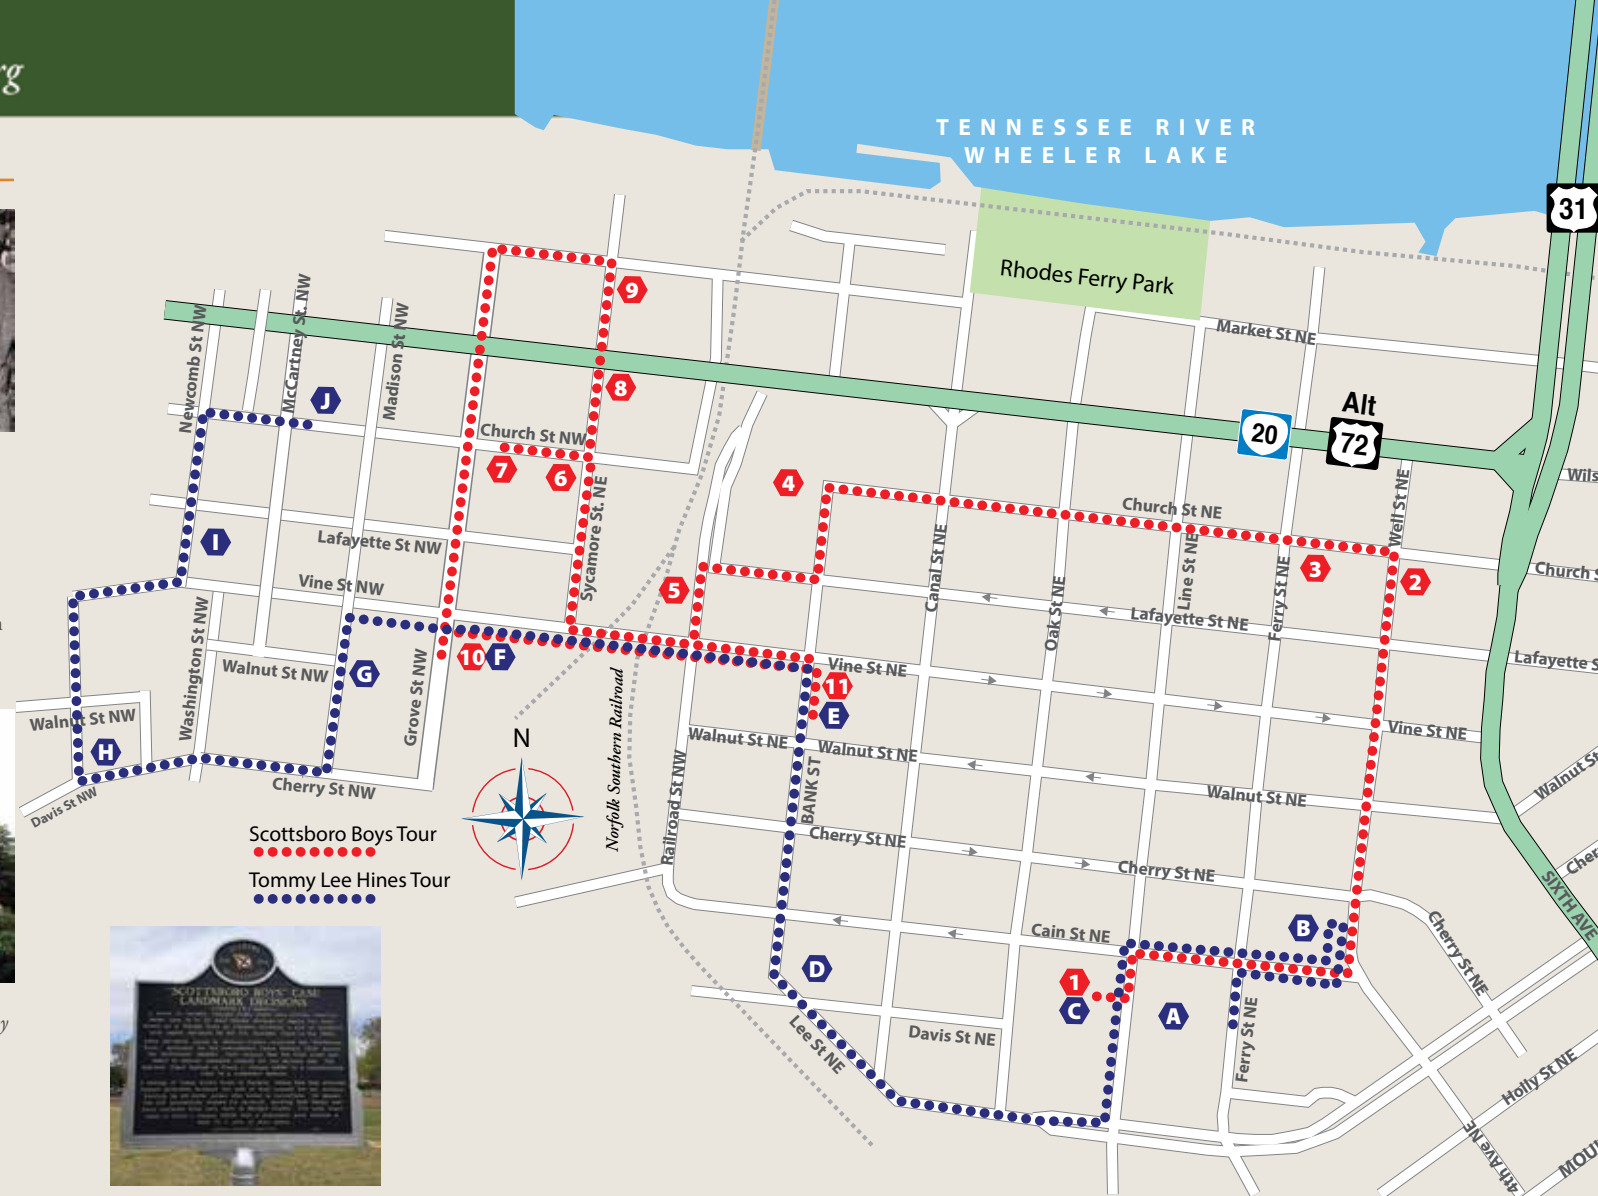 rg
TENNESSEE RIVER
WHEELER LAKE
31
Rhodes Ferry Park
Market St NE
Alt
20
72
Newcomb St NW
McCartney St. NW
Madison St NW
J
9
8
Church St NW
7
6
4
Church St NE
Well St NE
Wils
Church S
Sycamore St. NE
Lafayette St NW
I
Vine St NW
5
Canal St NE
Oak St NE
Line St NE
Ferry St NE
3
2
Lafayette St NE
Lafayette S
Washington St NW
Walnut St NW
G
Grove St NW
10
F
Vine St NE
11
E
Vine St NE
Walnut St NW
H
Davis St NW
Cherry St NW
N
Norfolk Southern Railroad
Railroad St NW
Walnut St NE
Walnut St NE
BANK ST
Walnut St NE
Walnut St
Cherry St NE
Cherry St NE
Cher
SIXTH AVE
Scottsboro Boys Tour
Tommy Lee Hines Tour
Cain St NE
B
Cherry St NE
D
1
C
A
Lee St NE
Davis St NE
Ferry St NE
Holly St NE
4th Ave NE
MOU
y
SCOTTSBORO BOYS' CASE
LANDMARK DECISIONS